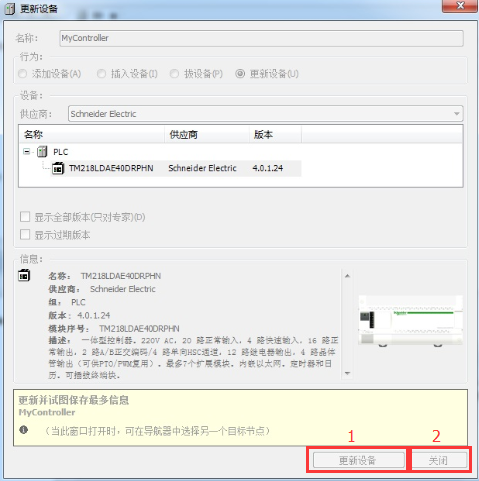 更新设备
名称:
MyController
行为:
添加设备(A) 插入设备(I) 拔设备(P) 更新设备(U)
设备:
供应商: Schneider Electric
名称 供应商 版本
PLC
TM218LDAE40DRPHN Schneider Electric 4.0.1.24
显示全部版本(只对专家)(D)
显示过期版本
信息:
名称: TM218LDAE40DRPHN
供应商: Schneider Electric
组: PLC
版本: 4.0.1.24
模块序号: TM218LDAE40DRPHN
描述: 一体型控制器。220V AC, 20 路正常输入, 4 路快速输入, 16 路正
常输出, 2 路A/B正交编码/4 路单向HSC通道, 12 路继电器输出, 4 路晶体
管输出(可供PTO/PWM复用)。最多7个扩展模块。内嵌以太网。定时器和日
历。可插拔终端块。
更新并试图保存最多信息
MyController
(当此窗口打开时,可在导航器中选择另一个目标节点)
1 2
更新设备 关闭